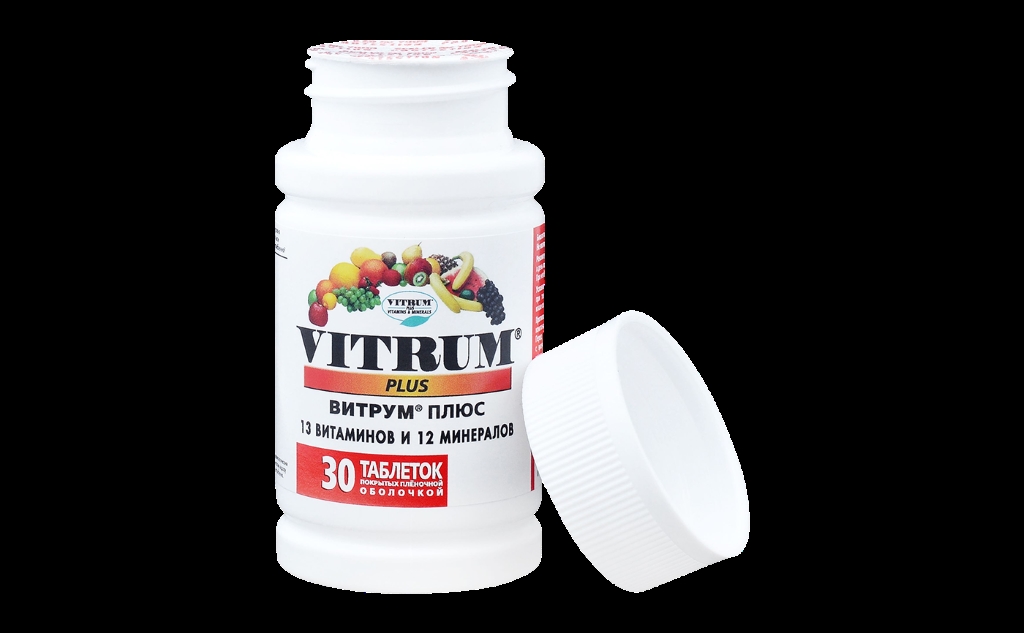 VITRUM
PLUS
VITAMINS & MINERALS
VITRUM®
PLUS
ВИТРУМ® ПЛЮС
13 ВИТАМИНОВ И 12 МИНЕРАЛОВ
30 ТАБЛЕТОК
ПОКРЫТЫХ ПЛЁНОЧНОЙ
ОБОЛОЧКОЙ